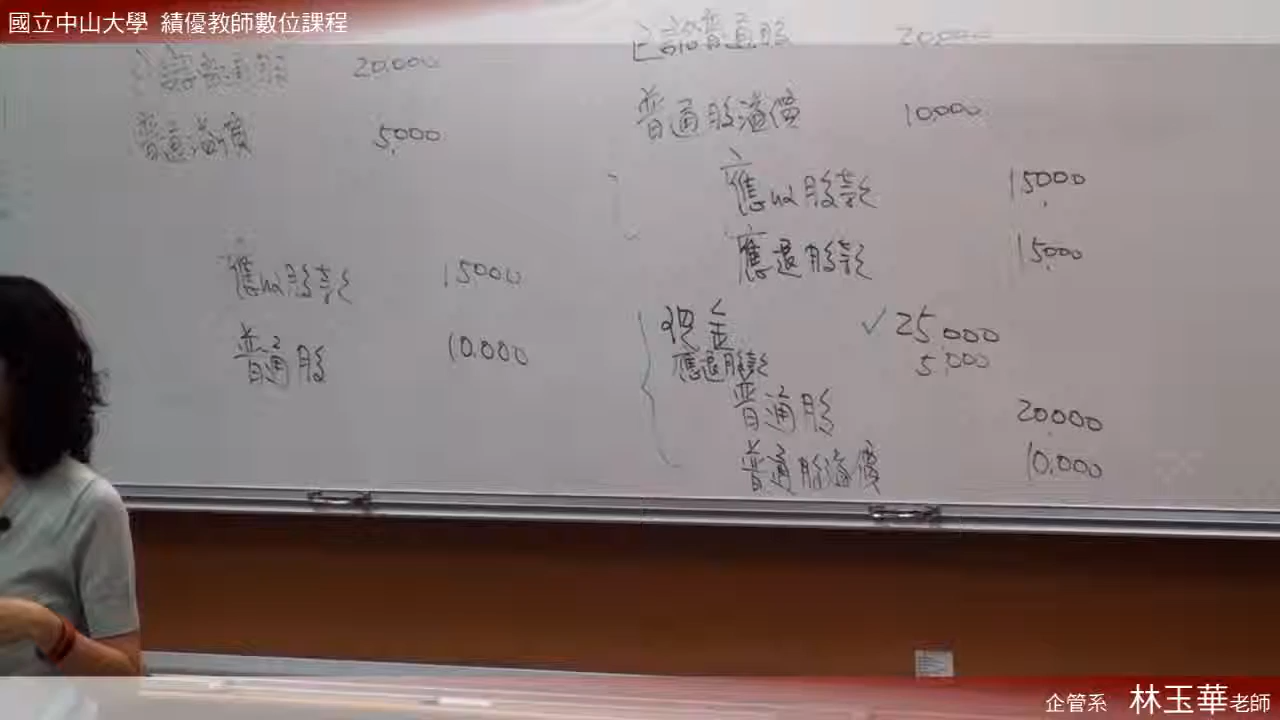 國立中山大學 績優教師數位課程
已認普通股 20,000
普通溢價 5,000
應收股款 15,000
普通股 10,000
已認普通股 20,000
普通股溢價 10,000
應收股款 15,000
應退股款 15,000
現金 ✓ 25,000
應退股款 5,000
普通股 20,000
普通股溢價 10,000
企管系 林玉華老師